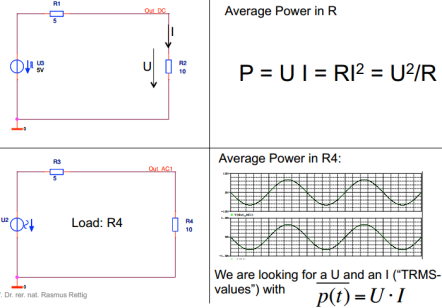 R1
5
Out_DC
I
U3
5V
U
R2
10
0
Average Power in R
P = U I = RI² = U²/R
R3
5
Out_AC1
U2
Load: R4
R4
10
0
Dr. rer. nat. Rasmus Rettig
Average Power in R4:
We are looking for a U and an I (“TRMS-
values”) with
p(t) = U · I